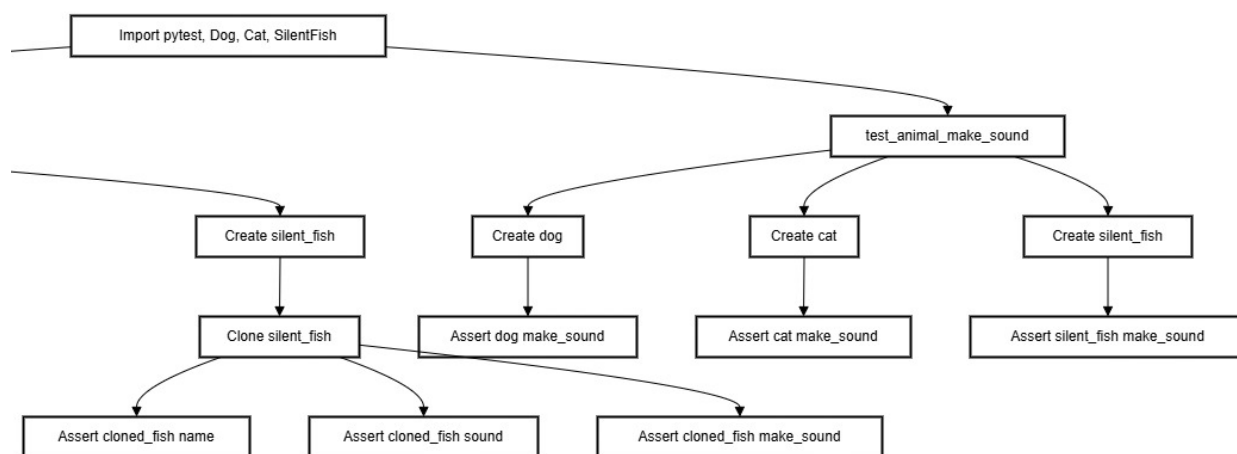 Import pytest, Dog, Cat, SilentFish
test_animal_make_sound
Create silent_fish
Create dog
Create cat
Create silent_fish
Clone silent_fish
Assert dog make_sound
Assert cat make_sound
Assert silent_fish make_sound
Assert cloned_fish name
Assert cloned_fish sound
Assert cloned_fish make_sound